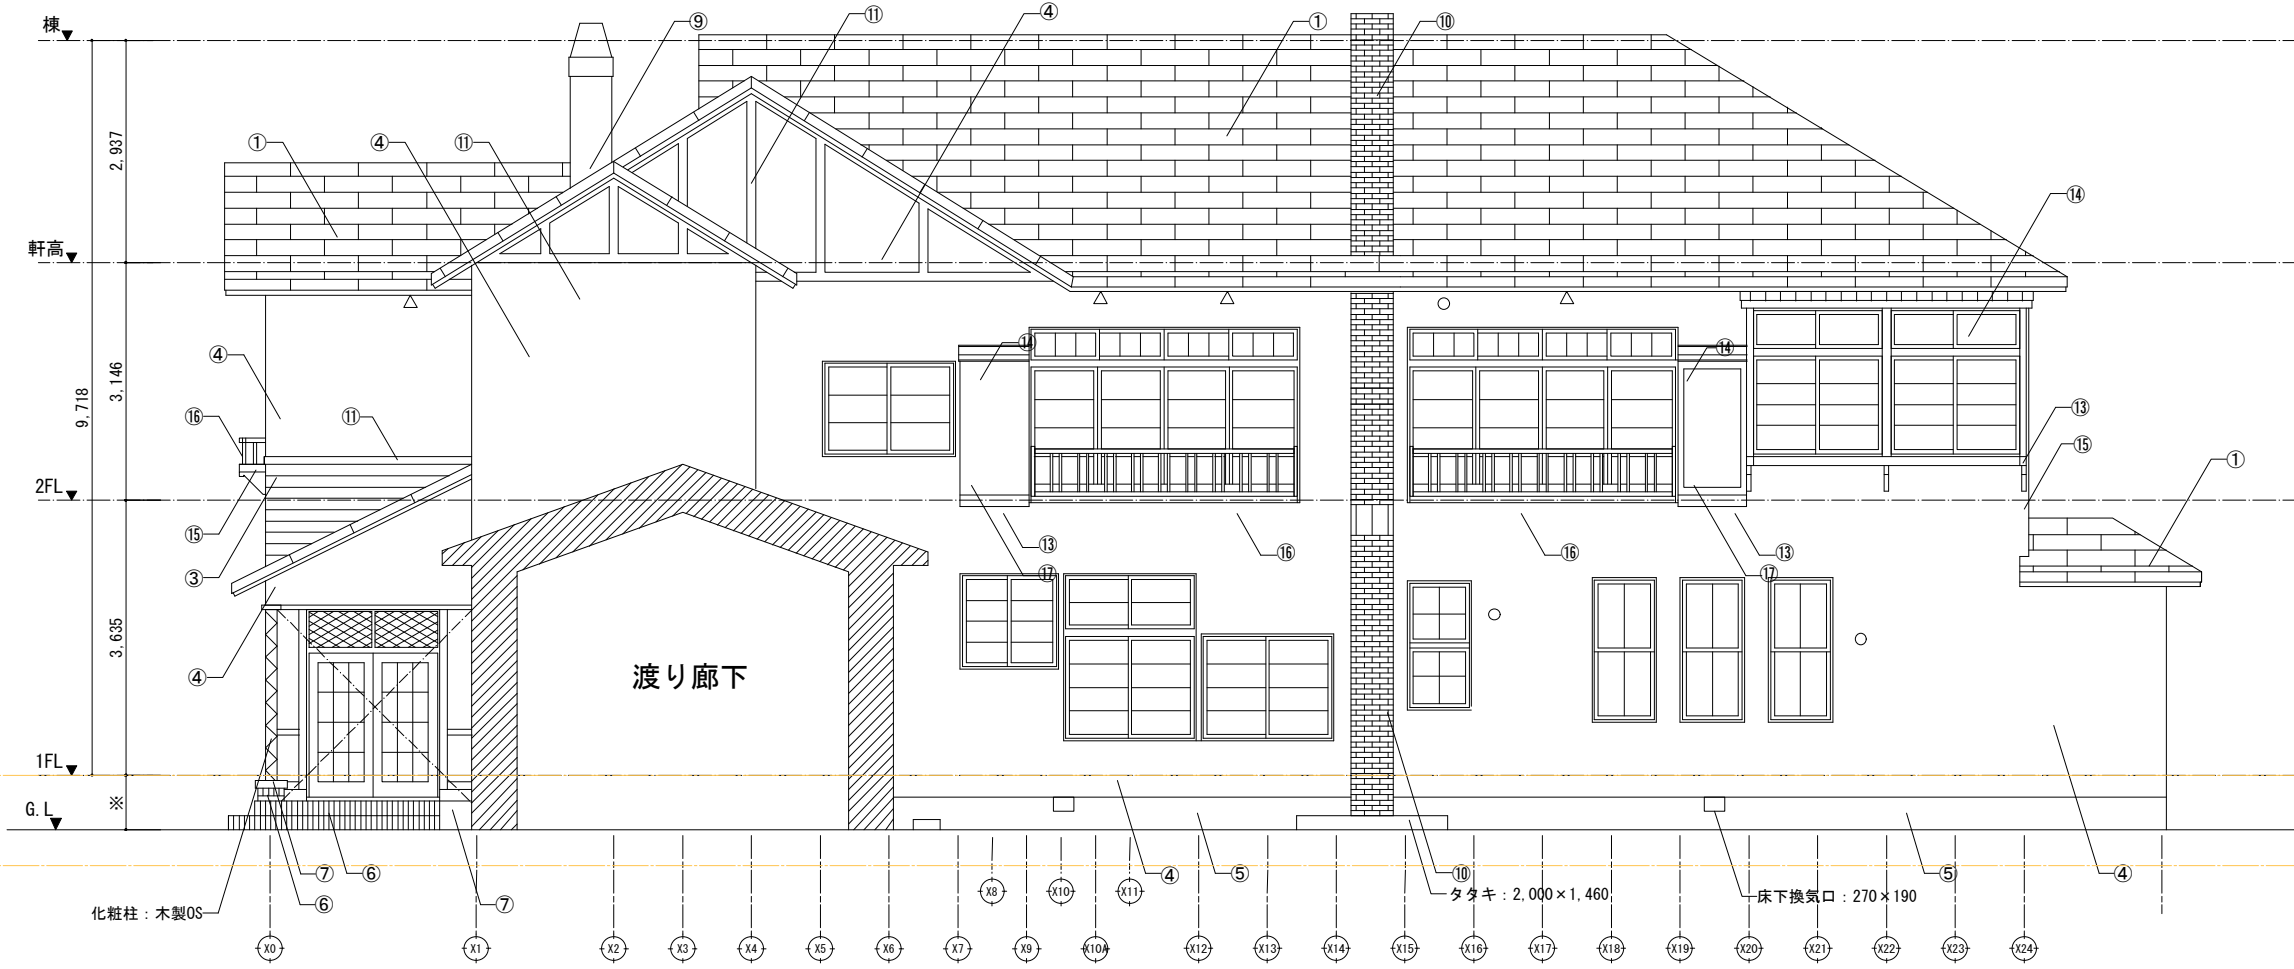 棟
⑨
⑪
④
①
⑩
2,937
①
④
⑪
⑭
軒高
9,718
3,146
④
⑭
⑭
⑯
⑪
⑬
⑮
①
2FL
⑮
③
⑬
⑯
⑯
⑬
⑰
⑰
3,635
④
渡り廊下
1FL
※
G.L
⑦
⑥
④
⑤
⑩
⑤
④
X8
X10
X11
タタキ：2,000×1,460
床下換気口：270×190
化粧柱：木製OS
⑥
⑦
X0
X1
X2
X3
X4
X5
X6
X7
X9
X10A
X12
X13
X14
X15
X16
X17
X18
X19
X20
X21
X22
X23
X24